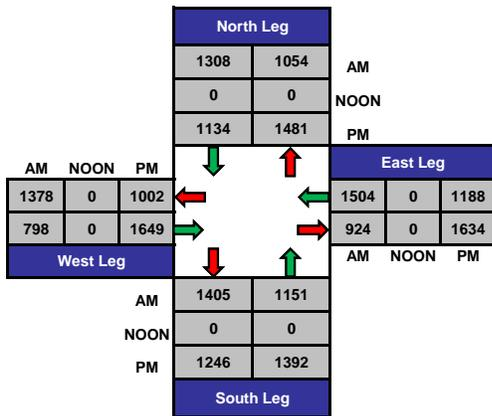 North Leg
1308 1054 AM
0 0 NOON
1134 1481 PM
AM NOON PM East Leg
1378 0 1002 1504 0 1188
798 0 1649 924 0 1634
West Leg AM NOON PM
AM 1405 1151
NOON 0 0
PM 1246 1392
South Leg